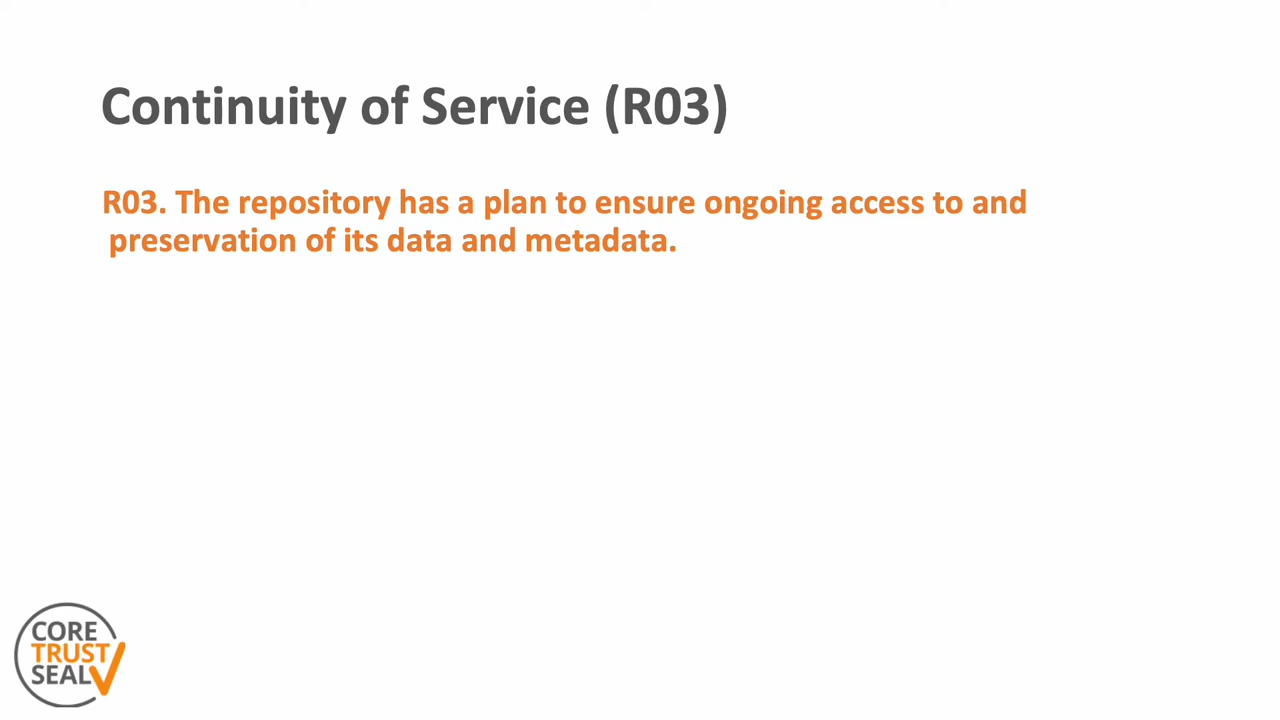 Continuity of Service (R03)
R03. The repository has a plan to ensure ongoing access to and
preservation of its data and metadata.
CORE
TRUST
SEAL